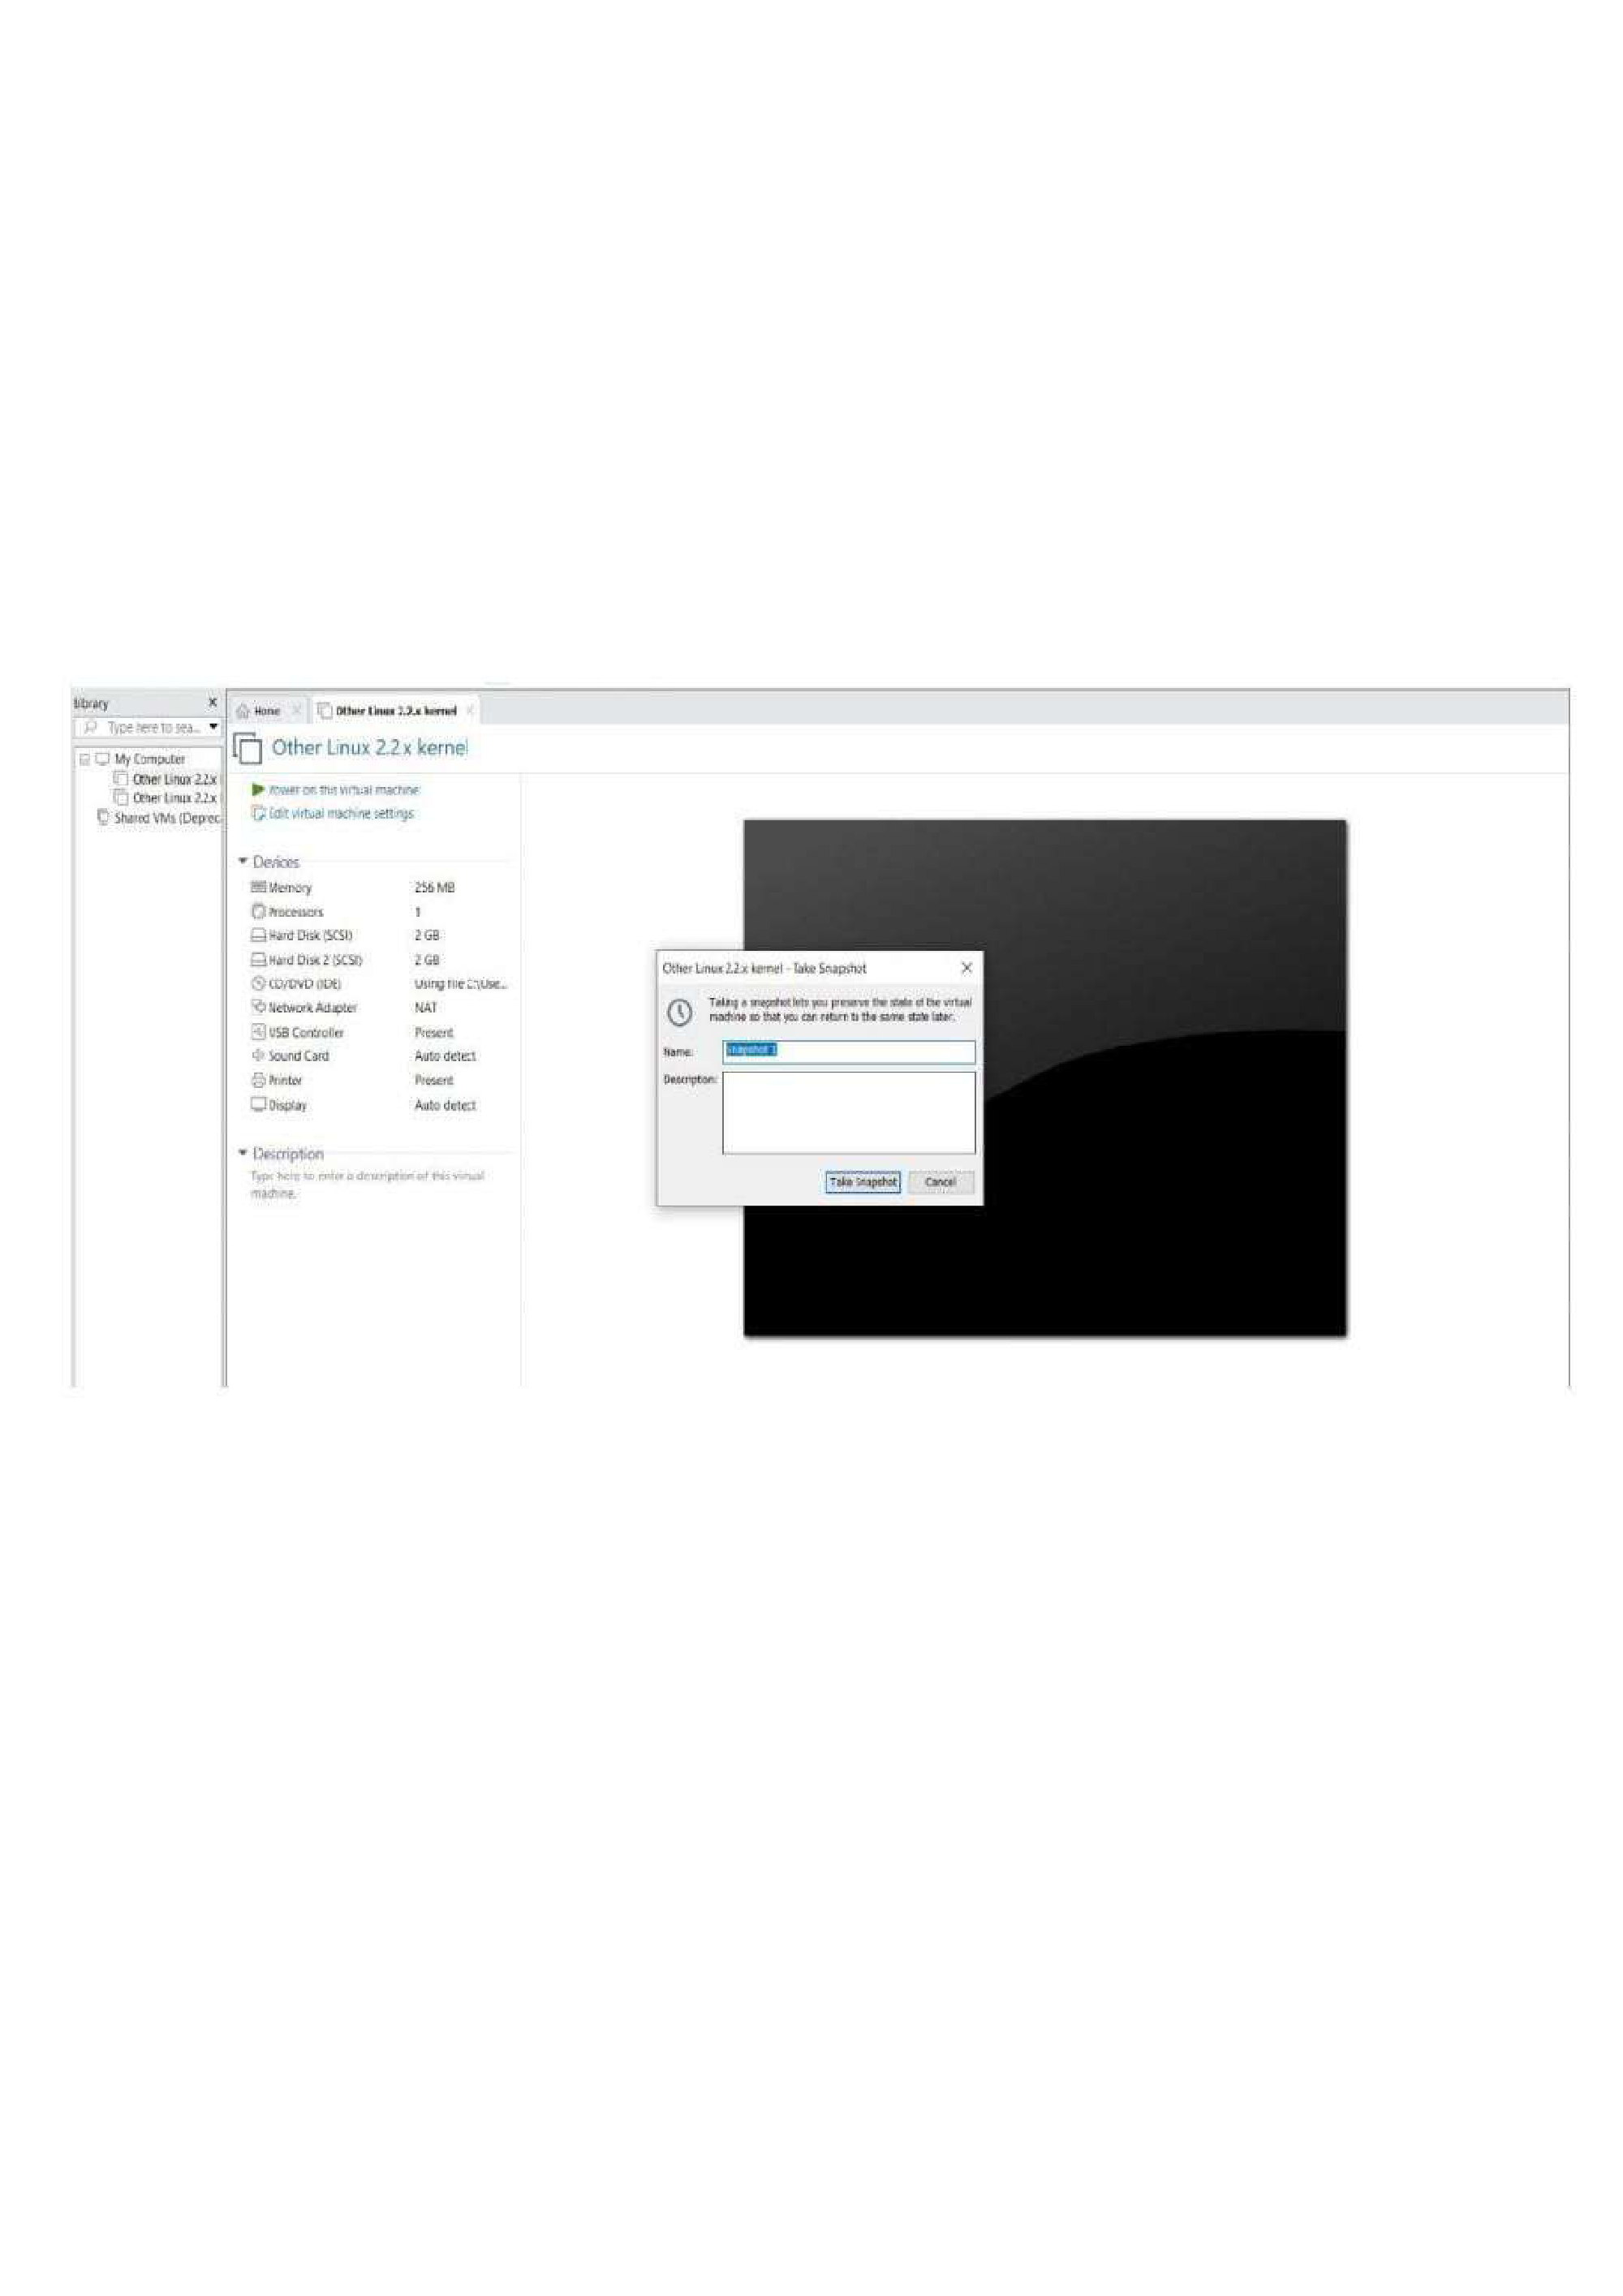 Library
Type here to sea...
My Computer
Other Linux 2.2.x
Other Linux 2.2.x
Shared VMs (Deprec
Home
Other Linux 2.2.x kernel
Other Linux 2.2.x kernel
Power on this virtual machine
Edit virtual machine settings
Devices
Memory 256 MB
Processors 1
Hard Disk (SCSI) 2 GB
Hard Disk 2 (SCSI) 2 GB
CD/DVD (IDE) Using file C:\Use...
Network Adapter NAT
USB Controller Present
Sound Card Auto detect
Printer Present
Display Auto detect
Description
Type here to enter a description of this virtual
machine.
Other Linux 2.2.x kernel - Take Snapshot
Taking a snapshot lets you preserve the state of the virtual
machine so that you can return to the same state later.
Name: Snapshot 1
Description:
Take Snapshot Cancel